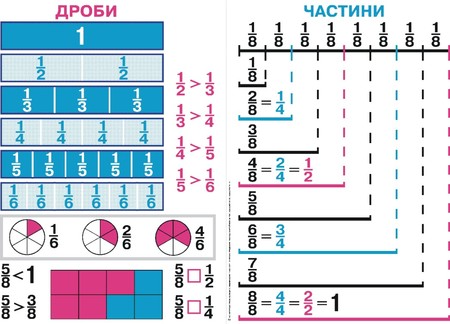 ДРОБИ
1
1/2 1/2
1/3 1/3 1/3
1/4 1/4 1/4 1/4
1/5 1/5 1/5 1/5 1/5
1/6 1/6 1/6 1/6 1/6 1/6
1/2 > 1/3
1/3 > 1/4
1/4 > 1/5
1/5 > 1/6
1/6 2/6 4/6
5/8 < 1
5/8 > 3/8
5/8 □ 1/2
5/8 □ 1/4
ЧАСТИНИ
1/8 1/8 1/8 1/8 1/8 1/8 1/8 1/8
1/8
2/8 = 1/4
3/8
4/8 = 2/4 = 1/2
5/8
6/8 = 3/4
7/8
8/8 = 4/4 = 2/2 = 1